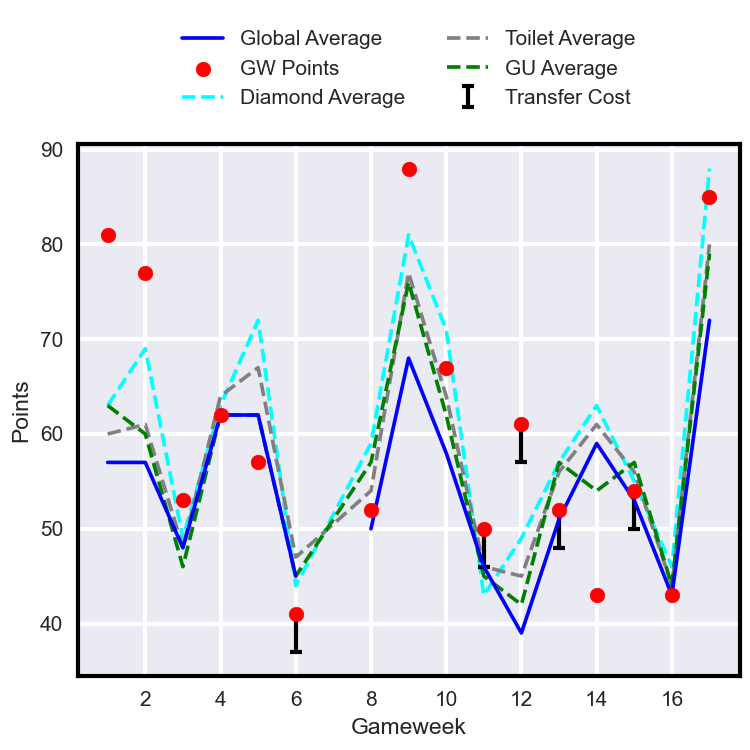 Global Average
GW Points
Diamond Average
Toilet Average
GU Average
Transfer Cost
90
80
70
60
50
40
Points
2 4 6 8 10 12 14 16
Gameweek